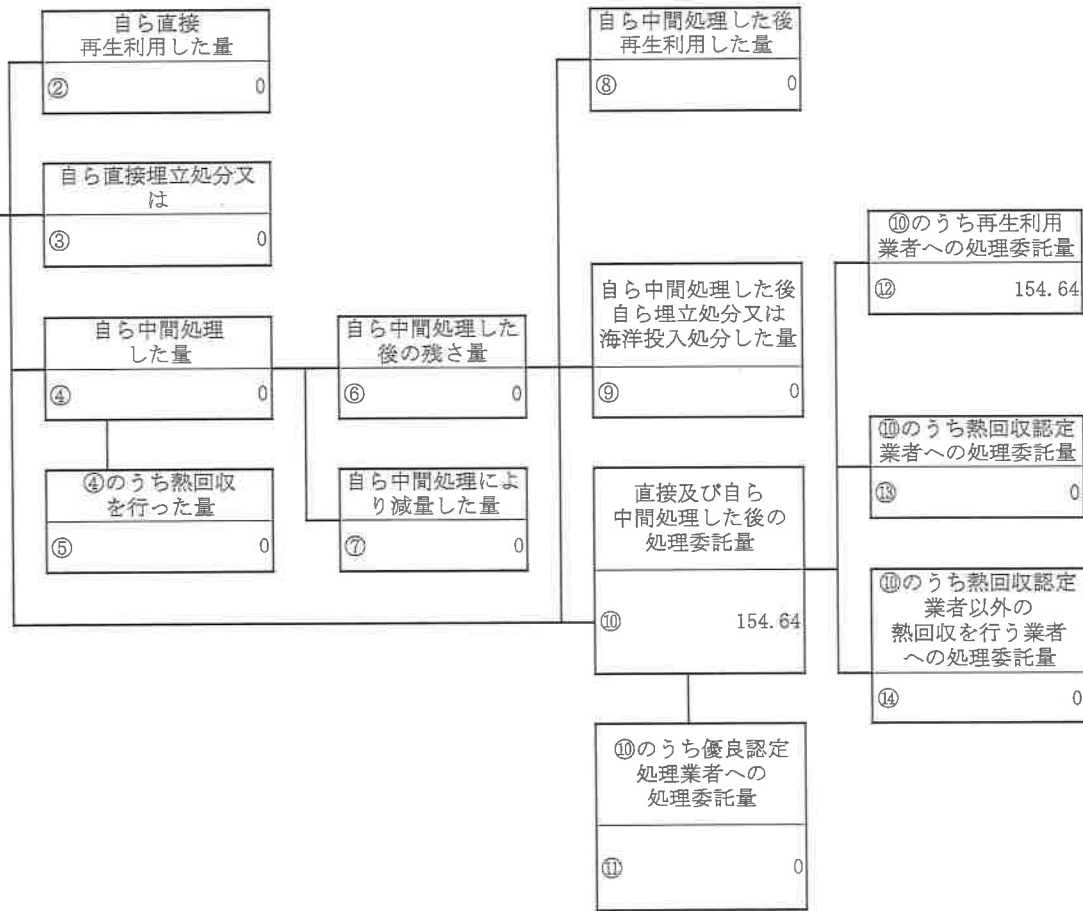 自ら直接
再生利用した量
② 0
自ら中間処理した後
再生利用した量
⑧ 0
自ら直接埋立処分又
は
③ 0
⑩のうち再生利用
業者への処理委託量
⑫ 154.64
自ら中間処理
した量
④ 0
自ら中間処理した
後の残さ量
⑥ 0
自ら中間処理した後
自ら埋立処分又は
海洋投入処分した量
⑨ 0
⑩のうち熱回収認定
業者への処理委託量
⑬ 0
④のうち熱回収
を行った量
⑤ 0
自ら中間処理によ
り減量した量
⑦ 0
直接及び自ら
中間処理した後の
処理委託量
⑩ 154.64
⑩のうち熱回収認定
業者以外の
熱回収を行う業者
への処理委託量
⑭ 0
⑩のうち優良認定
処理業者への
処理委託量
⑪ 0